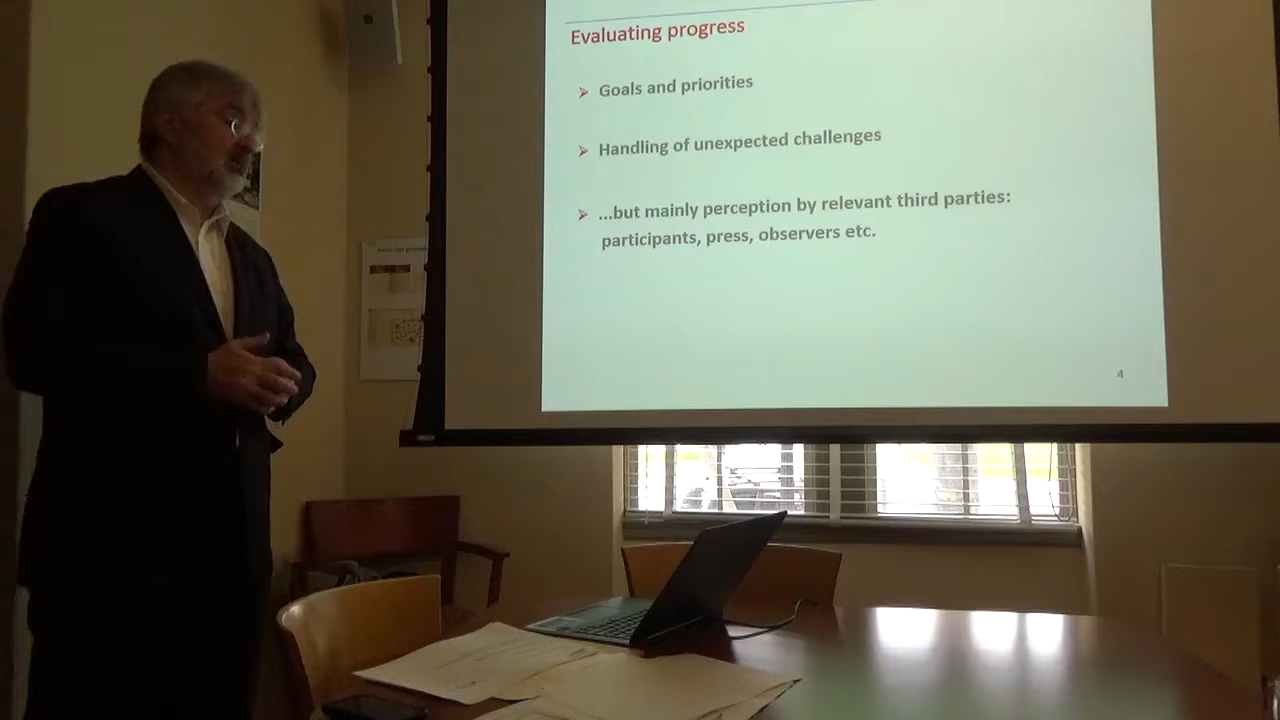 Evaluating progress
➢ Goals and priorities
➢ Handling of unexpected challenges
➢ ...but mainly perception by relevant third parties:
participants, press, observers etc.
4